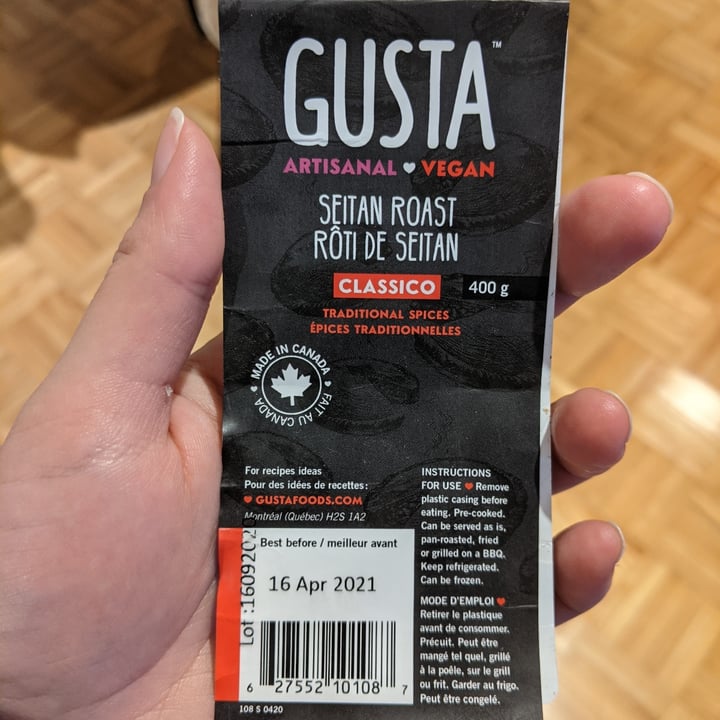 GUSTA™
ARTISANAL ♥ VEGAN
SEITAN ROAST
RÔTI DE SEITAN
CLASSICO 400 g
TRADITIONAL SPICES
ÉPICES TRADITIONNELLES
MADE IN CANADA • FAIT AU CANADA •
For recipes ideas
Pour des idées de recettes:
♥ GUSTAFOODS.COM
Montréal (Québec) H2S 1A2
Lot :16092020
Best before / meilleur avant
16 Apr 2021
6 27552 10108 7
108 S 0420
INSTRUCTIONS
FOR USE ♥ Remove
plastic casing before
eating. Pre-cooked.
Can be served as is,
pan-roasted, fried
or grilled on a BBQ.
Keep refrigerated.
Can be frozen.
MODE D'EMPLOI ♥
Retirer le plastique
avant de consommer.
Précuit. Peut être
mangé tel quel, grillé
à la poêle, sur le grill
ou frit. Garder au frigo.
Peut être congelé.